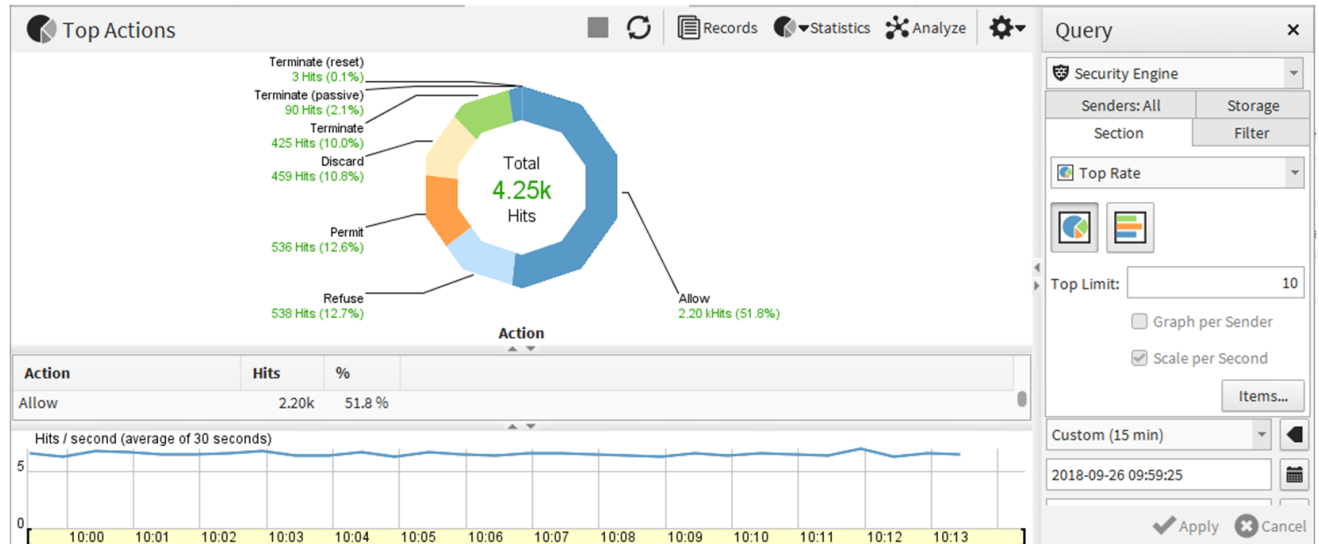 Top Actions
Records
Statistics
Analyze
Terminate (reset)
3 Hits (0.1%)
Terminate (passive)
90 Hits (2.1%)
Terminate
425 Hits (10.0%)
Discard
459 Hits (10.8%)
Permit
536 Hits (12.6%)
Refuse
538 Hits (12.7%)
Total
4.25k
Hits
Allow
2.20 kHits (51.8%)
Action
Action Hits %
Allow 2.20k 51.8 %
Hits / second (average of 30 seconds)
5
0
10:00 10:01 10:02 10:03 10:04 10:05 10:06 10:07 10:08 10:09 10:10 10:11 10:12 10:13
Query
Security Engine
Senders: All Storage
Section Filter
Top Rate
Top Limit: 10
Graph per Sender
Scale per Second
Items...
Custom (15 min)
2018-09-26 09:59:25
Apply Cancel